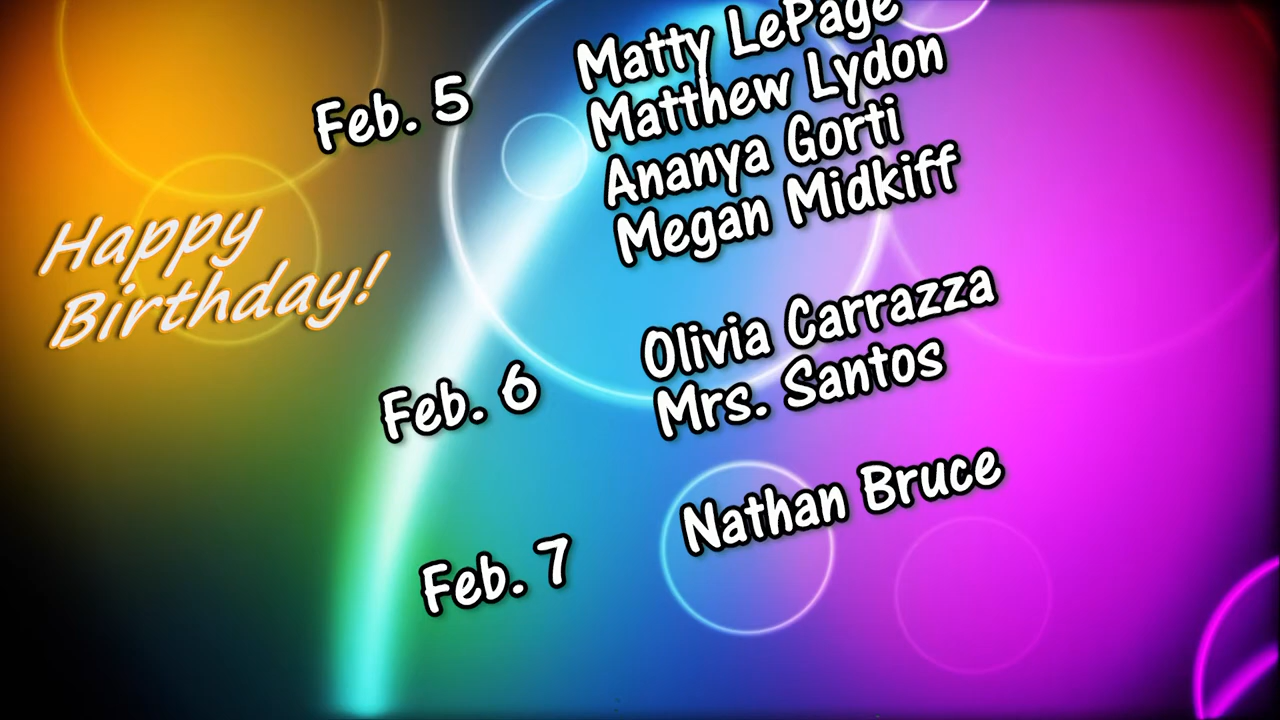 Happy
Birthday!
Feb. 5
Matty LePage
Matthew Lydon
Ananya Gorti
Megan Midkiff
Feb. 6
Olivia Carrazza
Mrs. Santos
Feb. 7
Nathan Bruce